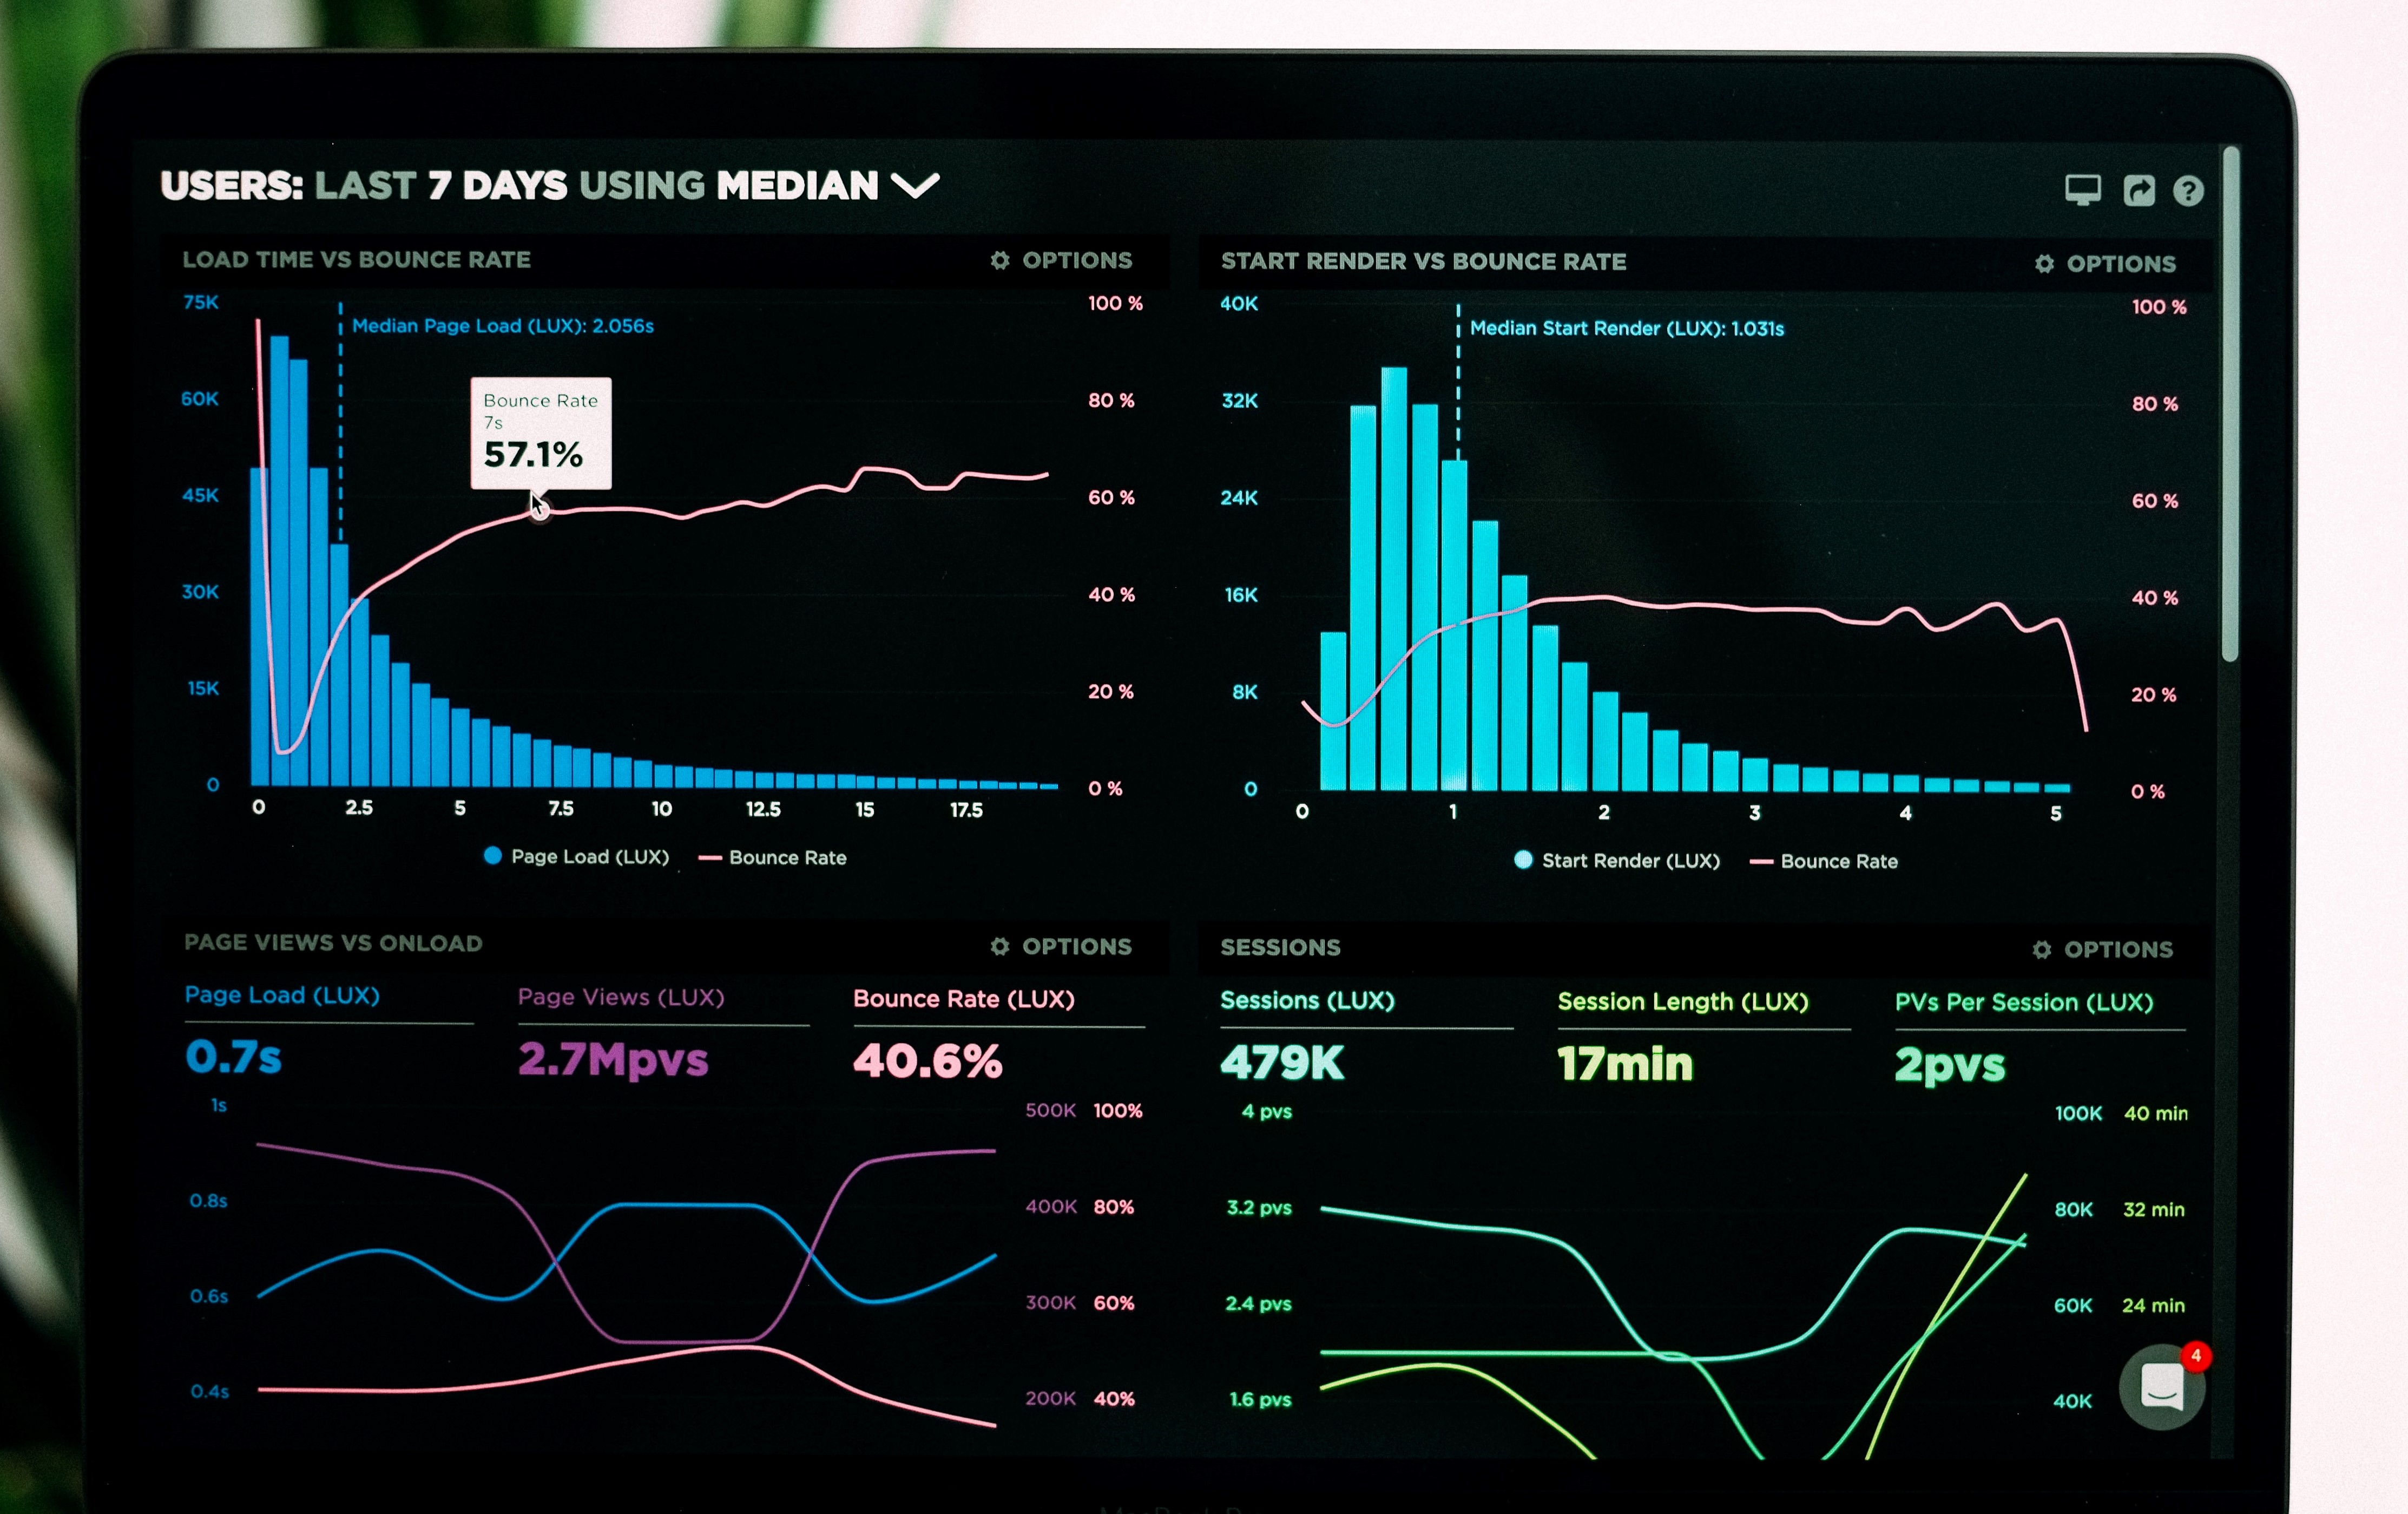 USERS: LAST 7 DAYS USING MEDIAN
LOAD TIME VS BOUNCE RATE
OPTIONS
75K
60K
45K
30K
15K
0
Median Page Load (LUX): 2.056s
Bounce Rate
7s
57.1%
100 %
80 %
60 %
40 %
20 %
0 %
0 2.5 5 7.5 10 12.5 15 17.5
Page Load (LUX) Bounce Rate
START RENDER VS BOUNCE RATE
OPTIONS
40K
32K
24K
16K
8K
0
Median Start Render (LUX): 1.031s
100 %
80 %
60 %
40 %
20 %
0 %
0 1 2 3 4 5
Start Render (LUX) Bounce Rate
PAGE VIEWS VS ONLOAD
OPTIONS
Page Load (LUX) Page Views (LUX) Bounce Rate (LUX)
0.7s 2.7Mpvs 40.6%
1s
0.8s
0.6s
0.4s
500K 100%
400K 80%
300K 60%
200K 40%
SESSIONS
OPTIONS
Sessions (LUX) Session Length (LUX) PVs Per Session (LUX)
479K 17min 2pvs
4 pvs
3.2 pvs
2.4 pvs
1.6 pvs
100K 40 min
80K 32 min
60K 24 min
40K
4